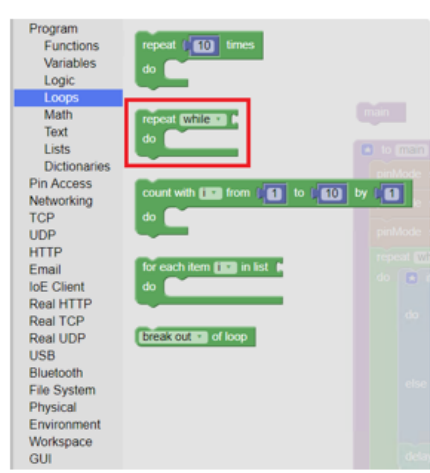 Program
Functions
Variables
Logic
Loops
Math
Text
Lists
Dictionaries
Pin Access
Networking
TCP
UDP
HTTP
Email
IoE Client
Real HTTP
Real TCP
Real UDP
USB
Bluetooth
File System
Physical
Environment
Workspace
GUI
repeat 10 times
do
repeat while
do
count with i from 1 to 10 by 1
do
for each item i in list
do
break out of loop
main
to main
pinMode
pinMode
repeat
do
do
else